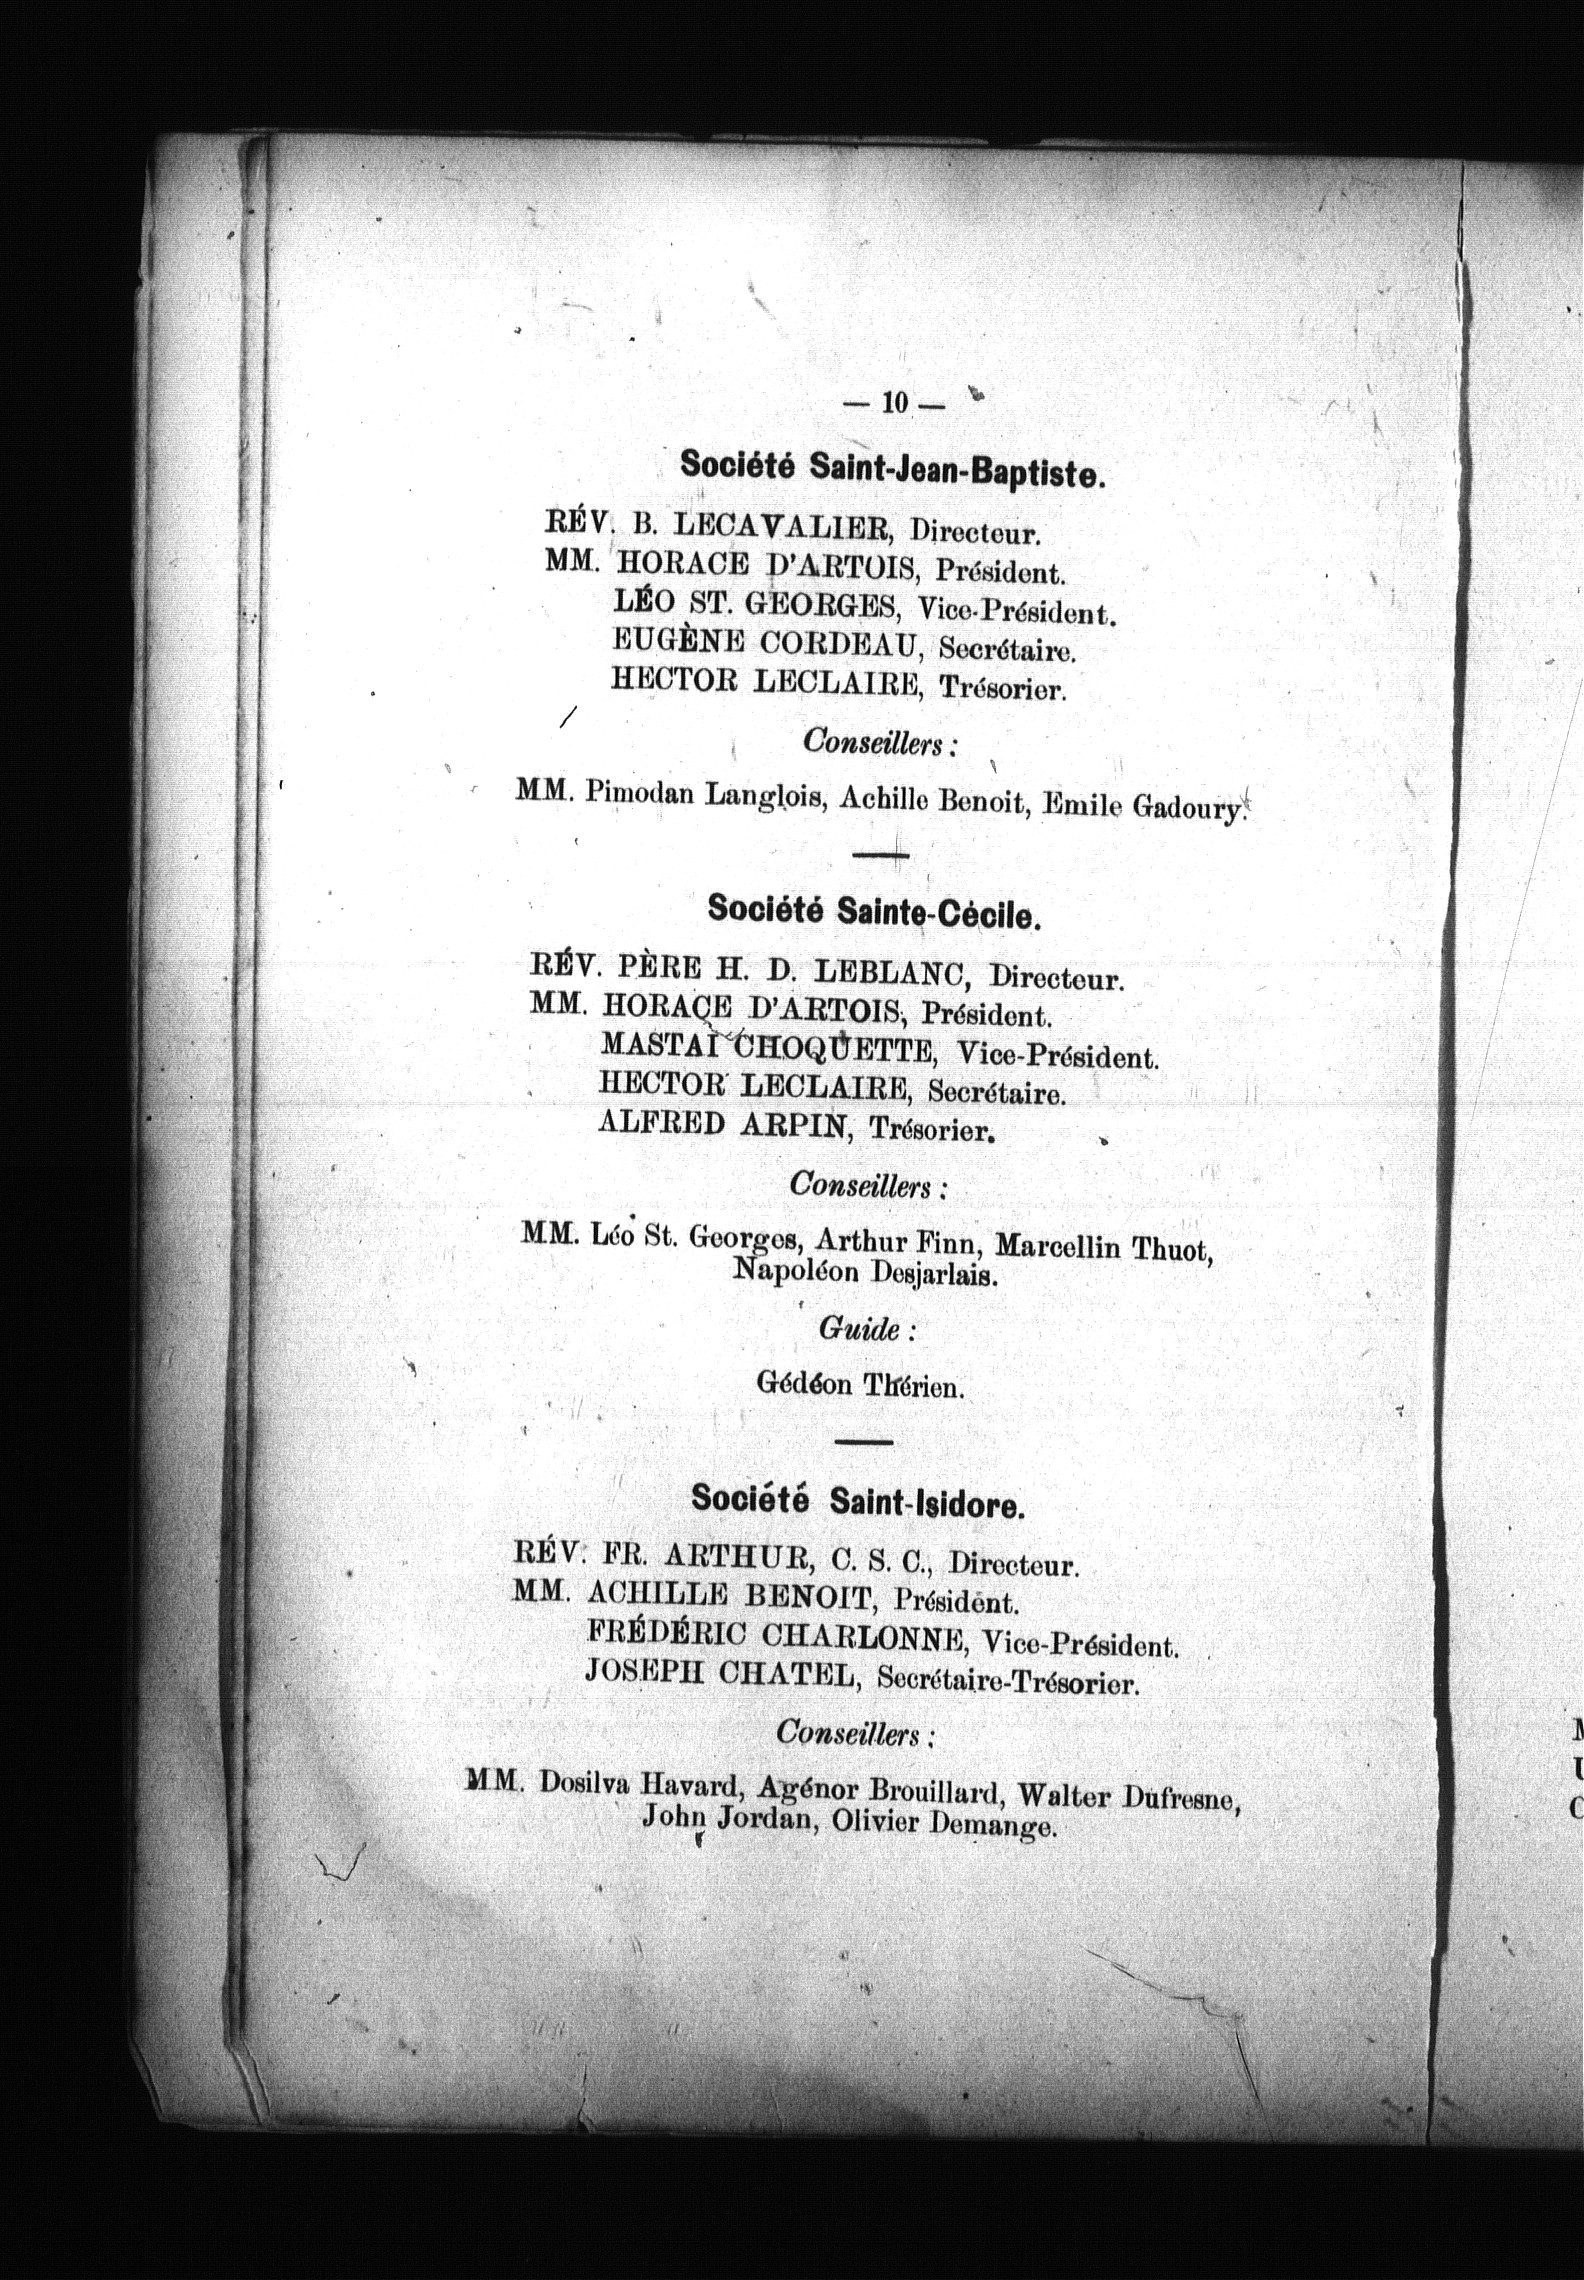 — 10 —
Société Saint-Jean-Baptiste.
RÉV. B. LECAVALIER, Directeur.
MM. HORACE D'ARTOIS, Président.
LÉO ST. GEORGES, Vice-Président.
EUGÈNE CORDEAU, Secrétaire.
HECTOR LECLAIRE, Trésorier.
Conseillers :
MM. Pimodan Langlois, Achille Benoit, Emile Gadoury.
Société Sainte-Cécile.
RÉV. PÈRE H. D. LEBLANC, Directeur.
MM. HORACE D'ARTOIS, Président.
MASTAÏ CHOQUETTE, Vice-Président.
HECTOR LECLAIRE, Secrétaire.
ALFRED ARPIN, Trésorier.
Conseillers :
MM. Léo St. Georges, Arthur Finn, Marcellin Thuot,
Napoléon Desjarlais.
Guide :
Gédéon Thérien.
Société Saint-Isidore.
RÉV. FR. ARTHUR, C. S. C., Directeur.
MM. ACHILLE BENOIT, Président.
FRÉDÉRIC CHARLONNE, Vice-Président.
JOSEPH CHATEL, Secrétaire-Trésorier.
Conseillers :
MM. Dosilva Havard, Agénor Brouillard, Walter Dufresne,
John Jordan, Olivier Demange.